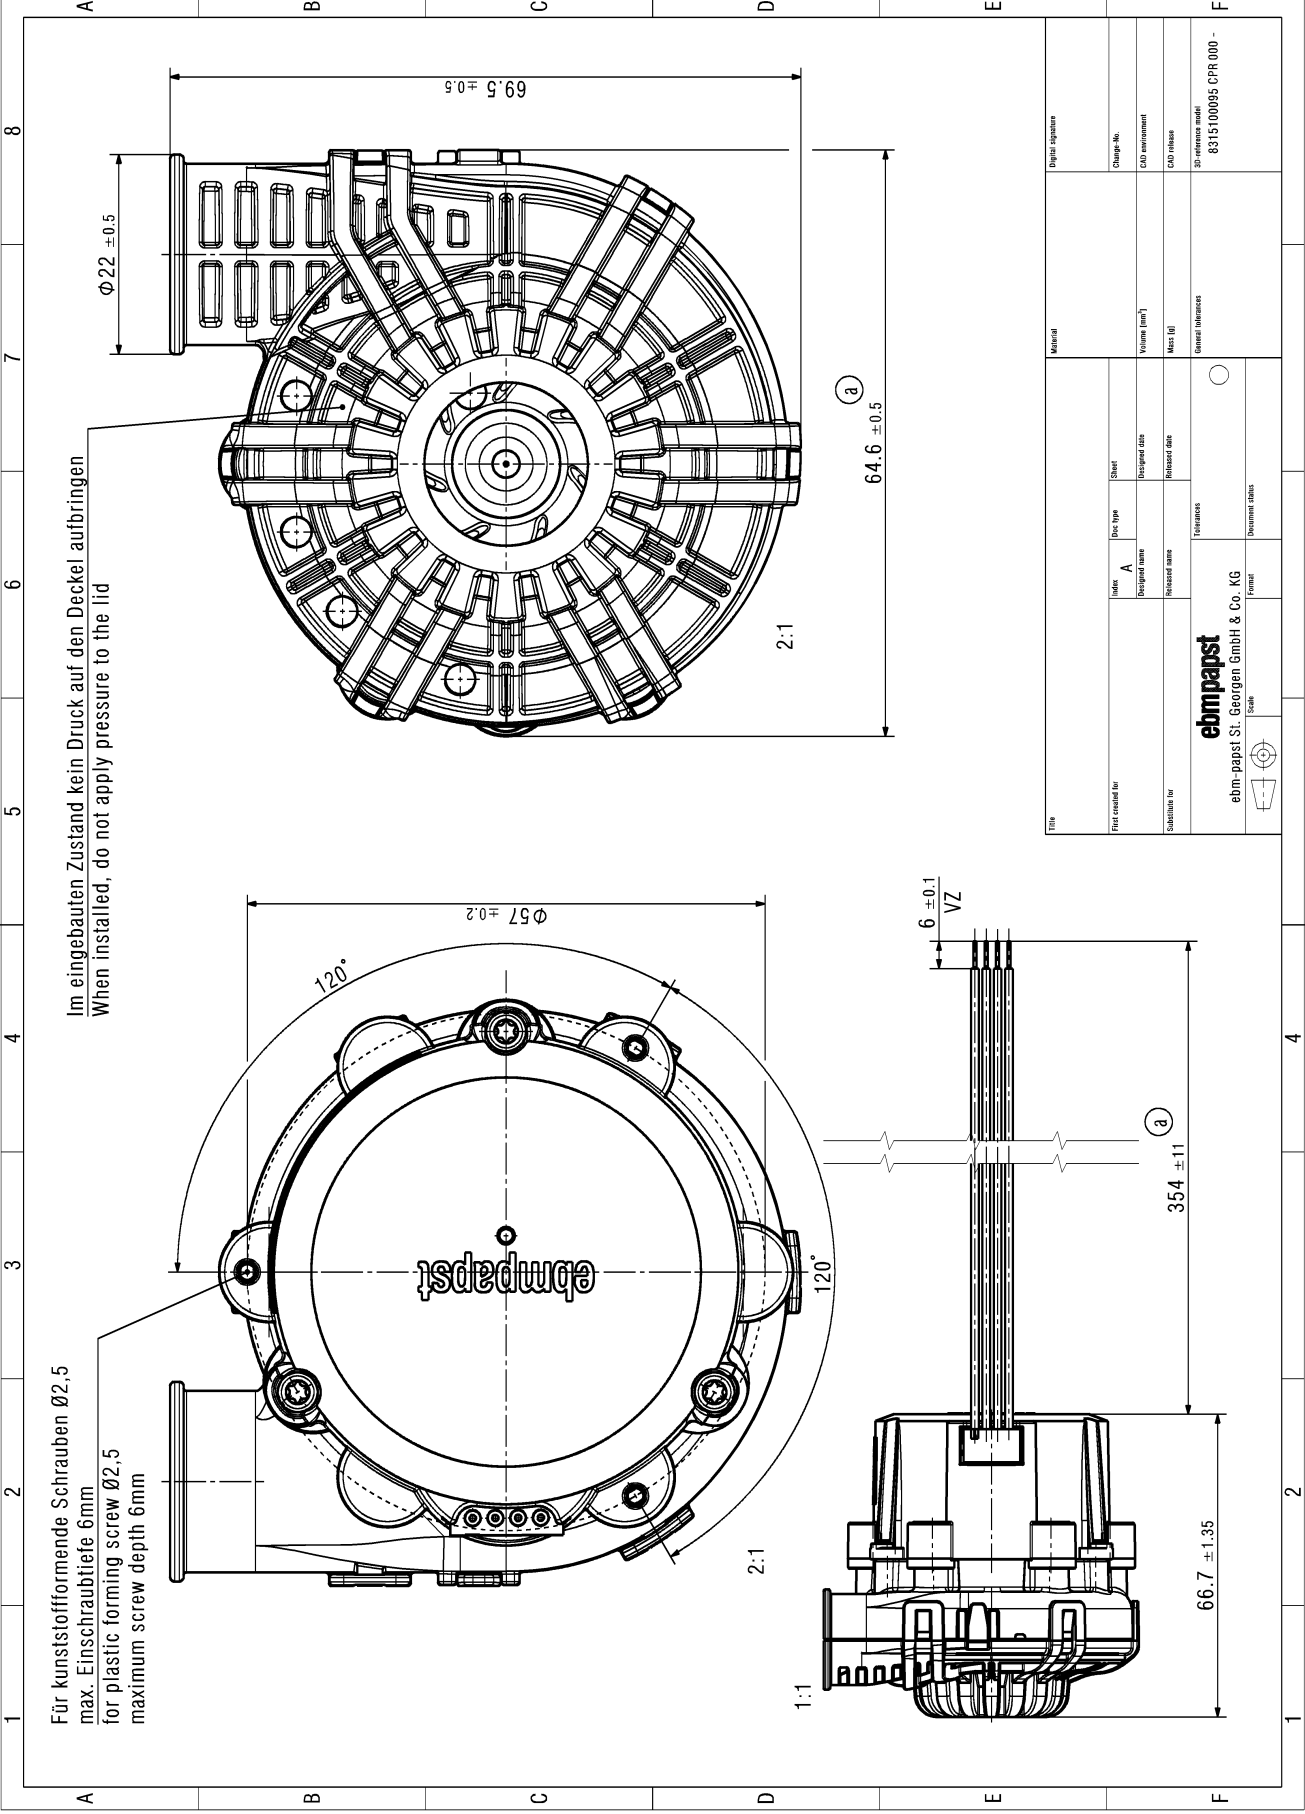 Für kunststoffformende Schrauben Ø2,5
max. Einschraubtiefe 6mm
for plastic forming screw Ø2,5
maximum screw depth 6mm
Im eingebauten Zustand kein Druck auf den Deckel aufbringen
When installed, do not apply pressure to the lid
1
2
3
4
5
6
7
8
A
B
C
D
E
F
120°
Φ57 ±0.2
ebmpapst
120°
2:1
Φ22 ±0.5
69.5 ±0.5
64.6 ±0.5
a
2:1
1:1
66.7 ±1.35
354 ±11
a
6 ±0.1
VZ
Title
Material
Digital signature
First created for
Index
A
Doc type
Sheet
Change-No.
Designed name
Designed date
Volume [mm³]
CAD environment
Substitute for
Released name
Released date
Mass [g]
CAD release
ebmpapst
ebm-papst St. Georgen GmbH & Co. KG
Tolerances
General tolerances
3D-reference model
8315100095 CPR 000 -
Scale
Format
Document status
A
B
C
D
E
F
1
2
4